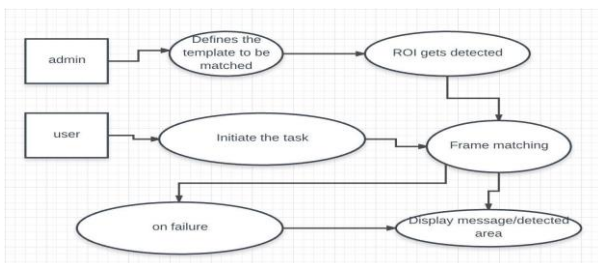 admin
Defines the
template to be
matched
ROI gets detected
user
Initiate the task
Frame matching
on failure
Display message/detected
area